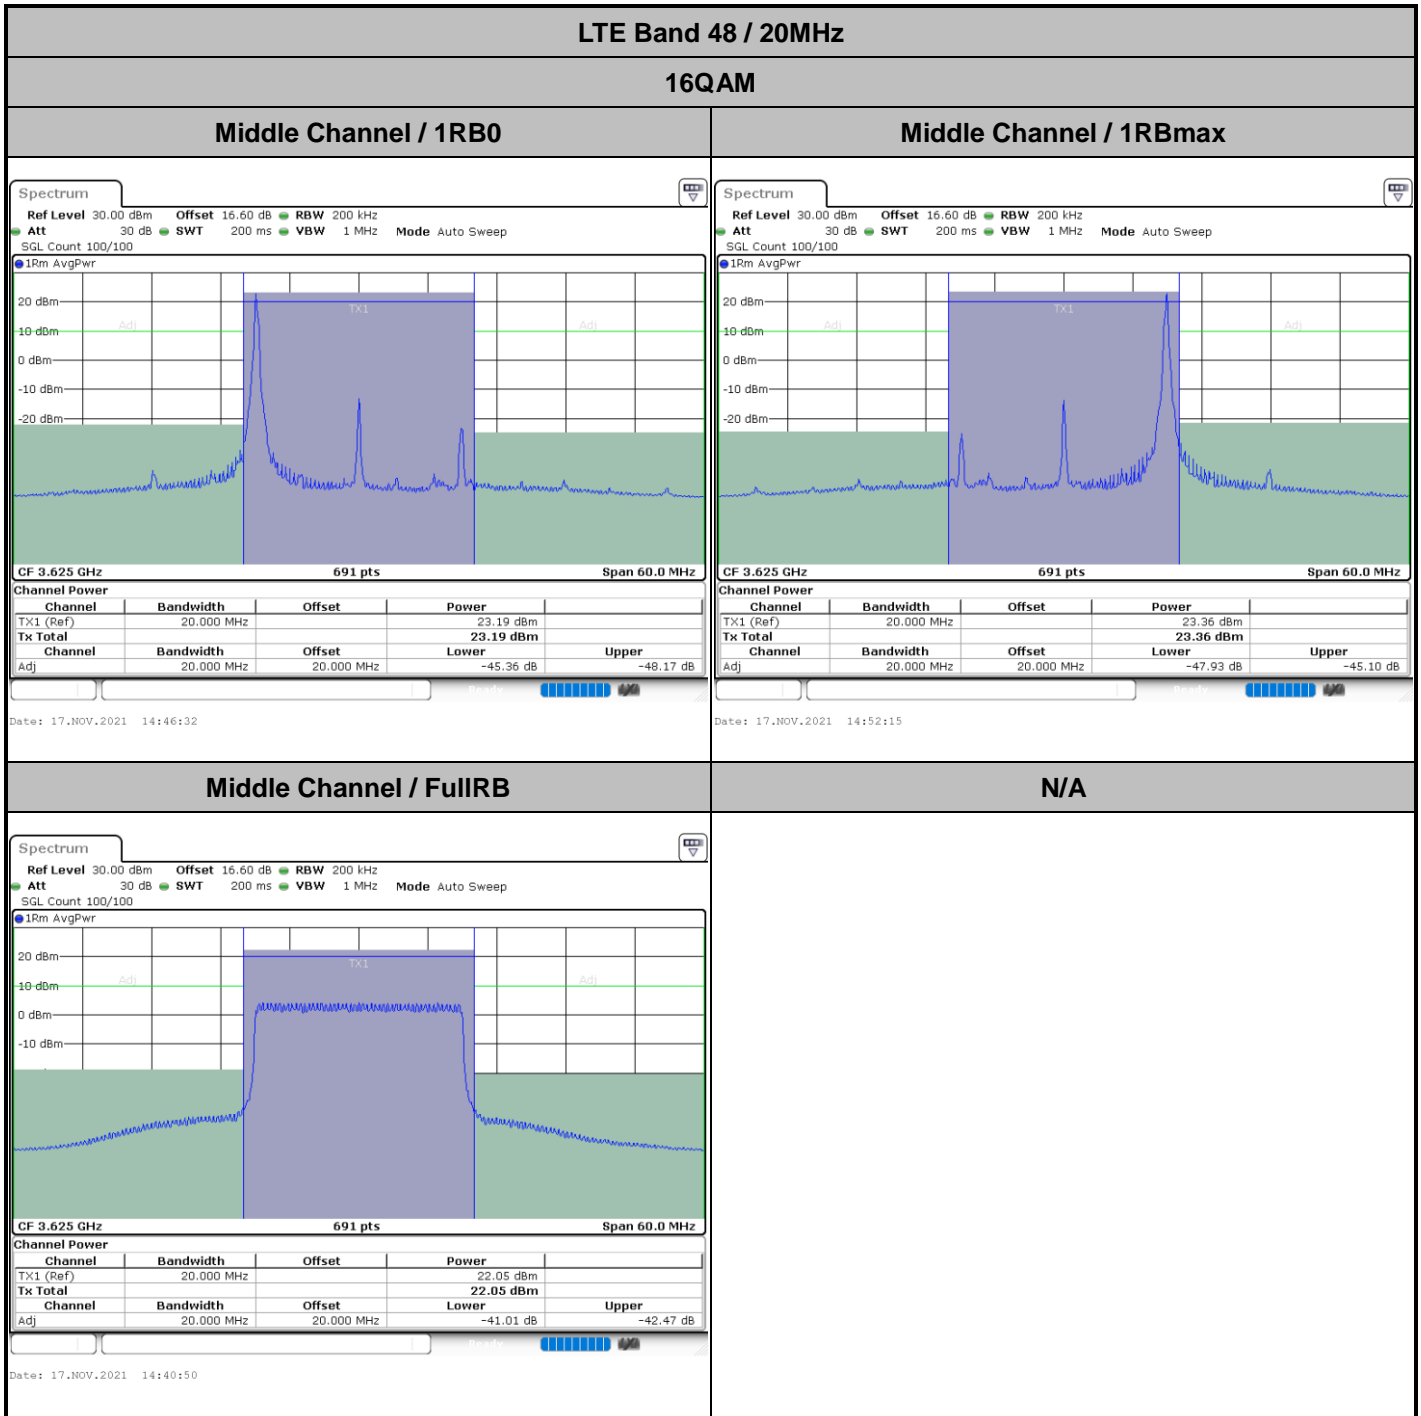 LTE Band 48 / 20MHz
16QAM
Middle Channel / 1RB0
Middle Channel / 1RBmax
Spectrum
Ref Level 30.00 dBm Offset 16.60 dB RBW 200 kHz
Att 30 dB SWT 200 ms VBW 1 MHz Mode Auto Sweep
SGL Count 100/100
1Rm AvgPwr
TX1
Adj
Adj
20 dBm
10 dBm
0 dBm
-10 dBm
-20 dBm
CF 3.625 GHz 691 pts Span 60.0 MHz
Channel Power
Channel Bandwidth Offset Power
TX1 (Ref) 20.000 MHz 23.19 dBm
Tx Total 23.19 dBm
Channel Bandwidth Offset Lower Upper
Adj 20.000 MHz 20.000 MHz -45.36 dB -48.17 dB
Ready
Date: 17.NOV.2021 14:46:32
Spectrum
Ref Level 30.00 dBm Offset 16.60 dB RBW 200 kHz
Att 30 dB SWT 200 ms VBW 1 MHz Mode Auto Sweep
SGL Count 100/100
1Rm AvgPwr
TX1
Adj
Adj
20 dBm
10 dBm
0 dBm
-10 dBm
-20 dBm
CF 3.625 GHz 691 pts Span 60.0 MHz
Channel Power
Channel Bandwidth Offset Power
TX1 (Ref) 20.000 MHz 23.36 dBm
Tx Total 23.36 dBm
Channel Bandwidth Offset Lower Upper
Adj 20.000 MHz 20.000 MHz -47.93 dB -45.10 dB
Ready
Date: 17.NOV.2021 14:52:15
Middle Channel / FullRB
N/A
Spectrum
Ref Level 30.00 dBm Offset 16.60 dB RBW 200 kHz
Att 30 dB SWT 200 ms VBW 1 MHz Mode Auto Sweep
SGL Count 100/100
1Rm AvgPwr
TX1
Adj
Adj
20 dBm
10 dBm
0 dBm
-10 dBm
CF 3.625 GHz 691 pts Span 60.0 MHz
Channel Power
Channel Bandwidth Offset Power
TX1 (Ref) 20.000 MHz 22.05 dBm
Tx Total 22.05 dBm
Channel Bandwidth Offset Lower Upper
Adj 20.000 MHz 20.000 MHz -41.01 dB -42.47 dB
Ready
Date: 17.NOV.2021 14:40:50